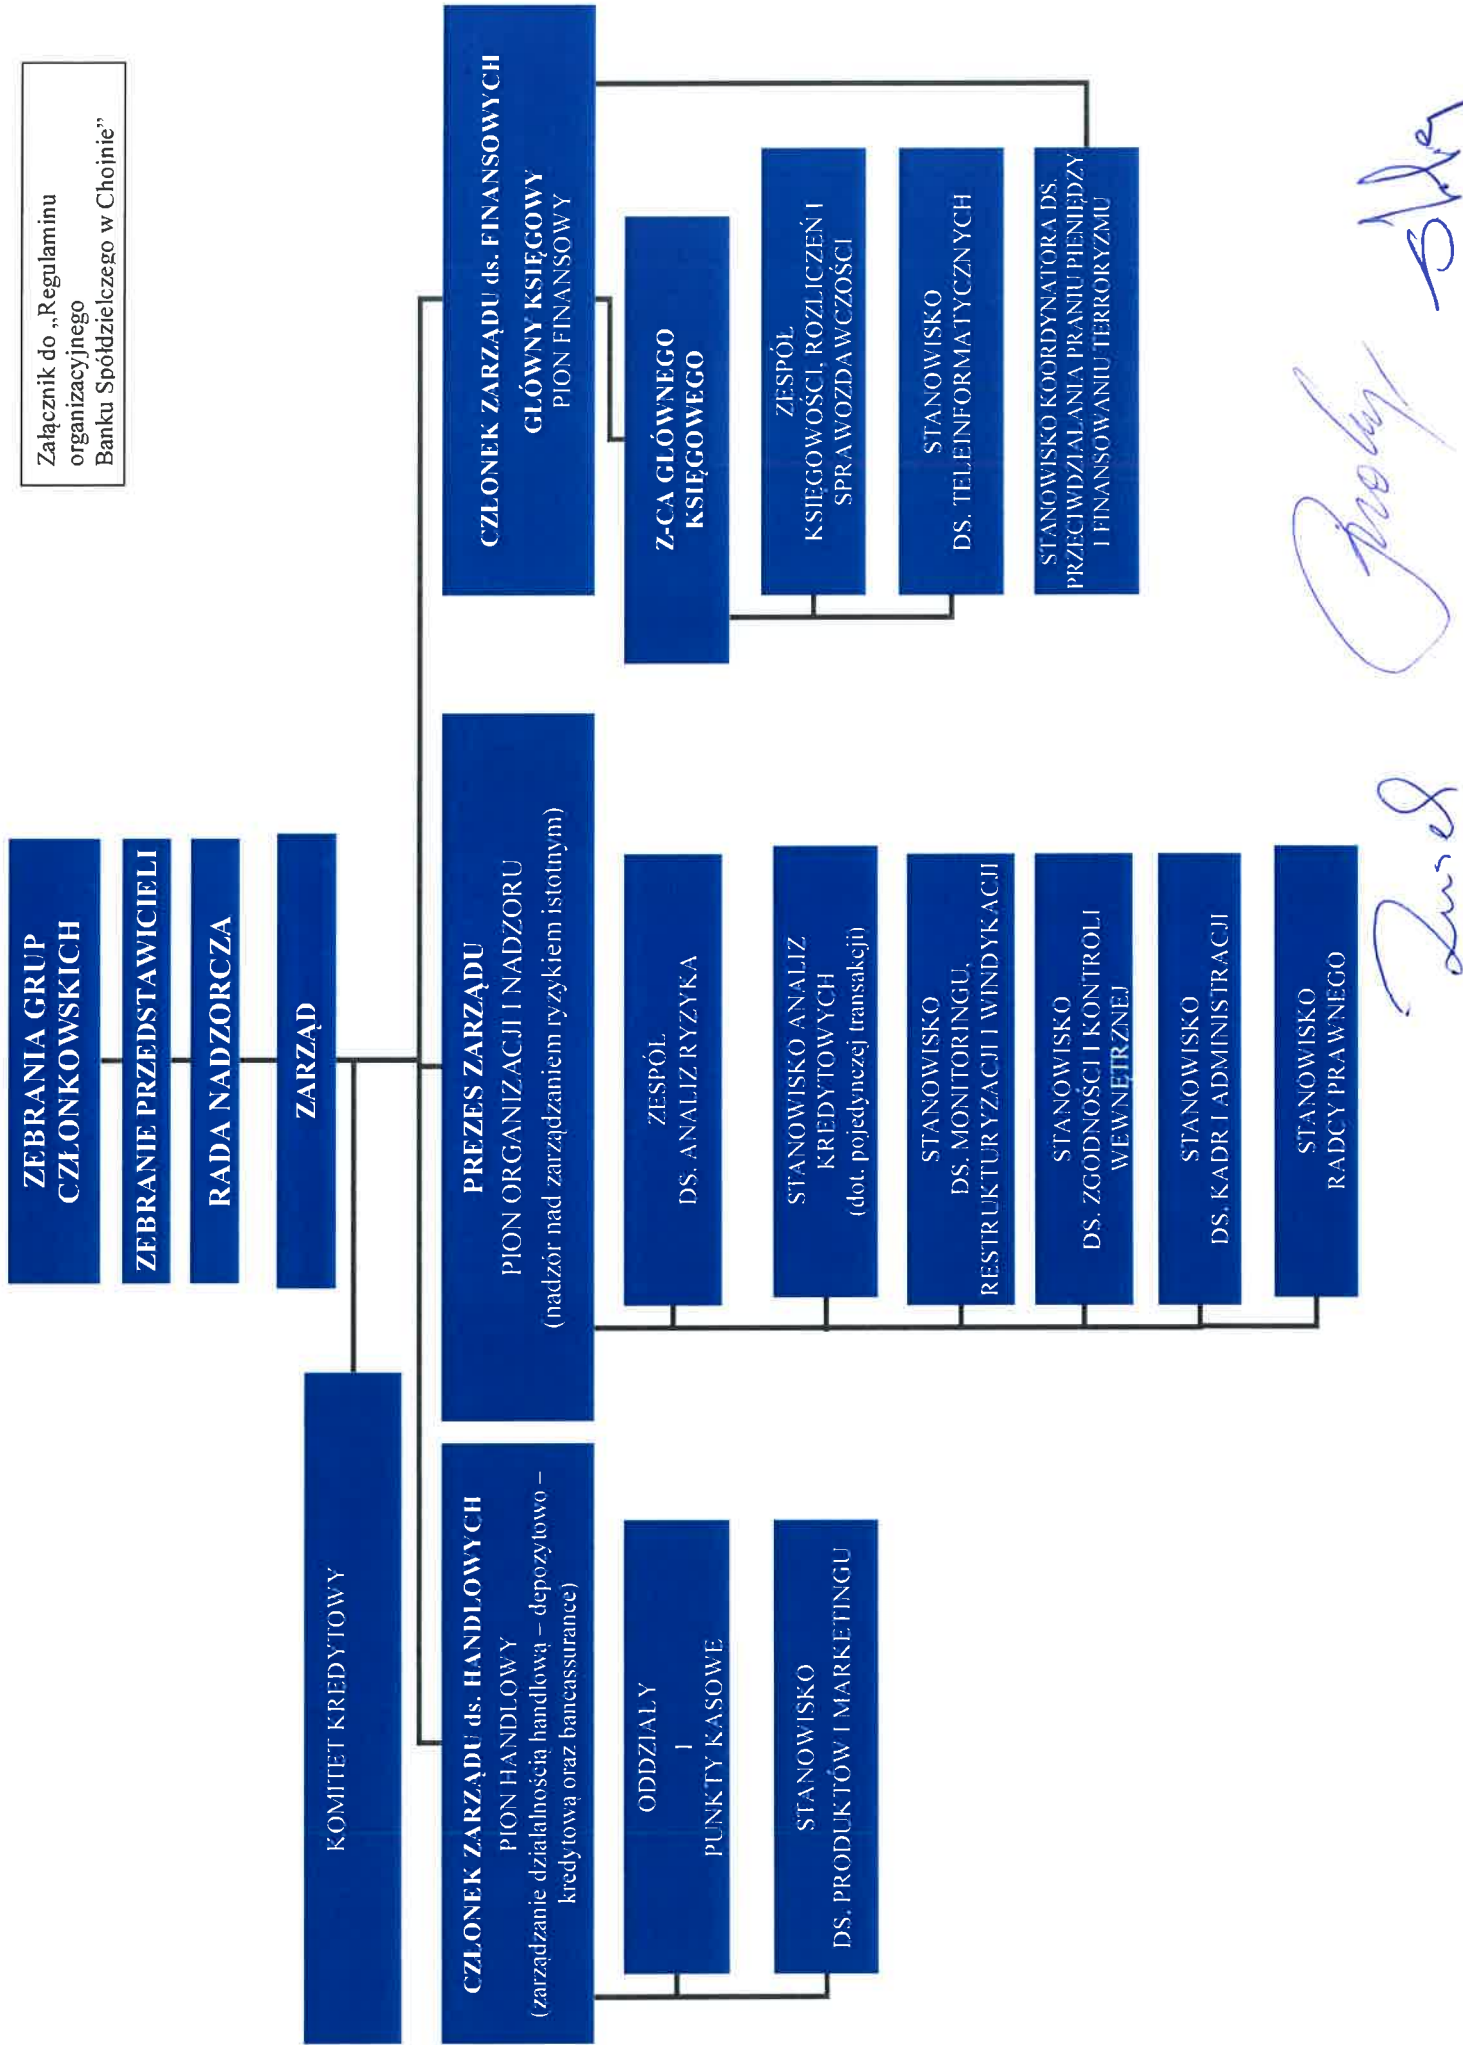 Załącznik do „Regulaminu
organizacyjnego
Banku Spółdzielczego w Chojnie”
ZEBRANIA GRUP
CZŁONKOWSKICH
ZEBRANIE PRZEDSTAWICIELI
RADA NADZORCZA
ZARZĄD
KOMITET KREDYTOWY
CZŁONEK ZARZĄDU ds. HANDLOWYCH
PION HANDLOWY
(zarządzanie działalnością handlową – depozytowo –
kredytową oraz bancassurance)
ODDZIAŁY
I
PUNKTY KASOWE
STANOWISKO
DS. PRODUKTÓW I MARKETINGU
PREZES ZARZĄDU
PION ORGANIZACJI I NADZORU
(nadzór nad zarządzaniem ryzykiem istotnym)
ZESPÓŁ
DS. ANALIZ RYZYKA
STANOWISKO ANALIZ
KREDYTOWYCH
(dot. pojedynczej transakcji)
STANOWISKO
DS. MONITORINGU,
RESTRUKTURYZACJI I WINDYKACJI
STANOWISKO
DS. ZGODNOŚCI I KONTROLI
WEWNĘTRZNEJ
STANOWISKO
DS. KADR I ADMINISTRACJI
STANOWISKO
RADCY PRAWNEGO
CZŁONEK ZARZĄDU ds. FINANSOWYCH
GŁÓWNY KSIĘGOWY
PION FINANSOWY
Z-CA GŁÓWNEGO
KSIĘGOWEGO
ZESPÓŁ
KSIĘGOWOŚCI, ROZLICZEŃ I
SPRAWOZDAWCZOŚCI
STANOWISKO
DS. TELEINFORMATYCZNYCH
STANOWISKO KOORDYNATORA DS.
PRZECIWDZIAŁANIA PRANIU PIENIĘDZY
I FINANSOWANIU TERRORYZMU